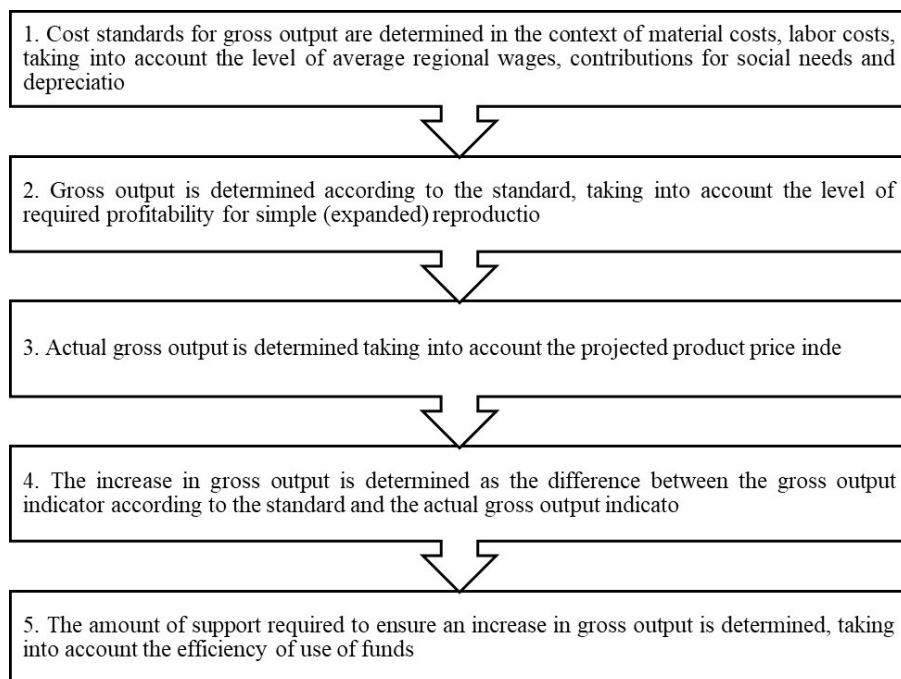 1. Cost standards for gross output are determined in the context of material costs, labor costs,
taking into account the level of average regional wages, contributions for social needs and
depreciatio
2. Gross output is determined according to the standard, taking into account the level of
required profitability for simple (expanded) reproductio
3. Actual gross output is determined taking into account the projected product price inde
4. The increase in gross output is determined as the difference between the gross output
indicator according to the standard and the actual gross output indicato
5. The amount of support required to ensure an increase in gross output is determined, taking
into account the efficiency of use of funds